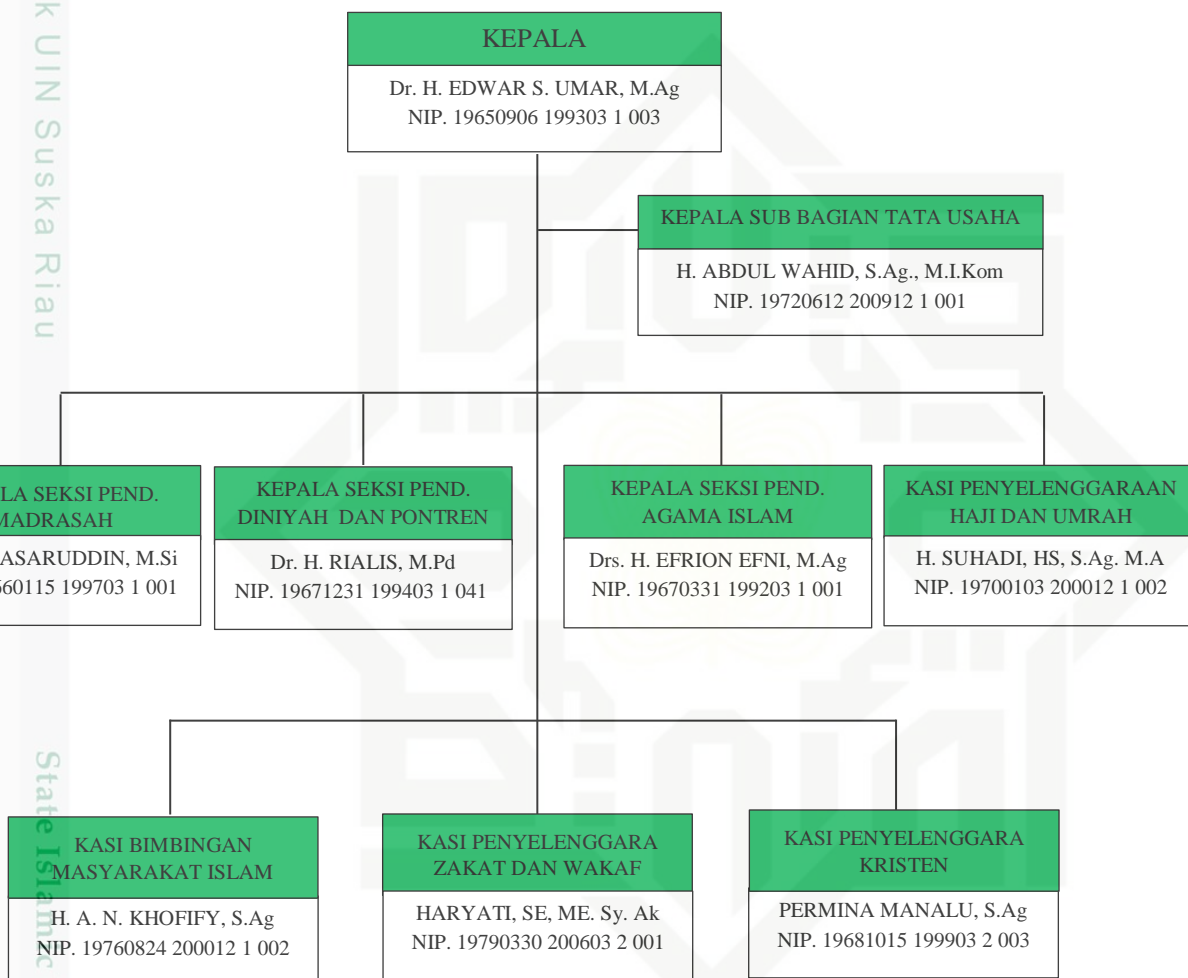 k UIN Suska Riau
State Islamic
KEPALA
Dr. H. EDWAR S. UMAR, M.Ag
NIP. 19650906 199303 1 003
KEPALA SUB BAGIAN TATA USAHA
H. ABDUL WAHID, S.Ag., M.I.Kom
NIP. 19720612 200912 1 001
LA SEKSI PEND.
MADRASAH
ASARUDDIN, M.Si
660115 199703 1 001
KEPALA SEKSI PEND.
DINIYAH DAN PONTREN
Dr. H. RIALIS, M.Pd
NIP. 19671231 199403 1 041
KEPALA SEKSI PEND.
AGAMA ISLAM
Drs. H. EFRION EFNI, M.Ag
NIP. 19670331 199203 1 001
KASI PENYELENGGARAAN
HAJI DAN UMRAH
H. SUHADI, HS, S.Ag. M.A
NIP. 19700103 200012 1 002
KASI BIMBINGAN
MASYARAKAT ISLAM
H. A. N. KHOFIFY, S.Ag
NIP. 19760824 200012 1 002
KASI PENYELENGGARA
ZAKAT DAN WAKAF
HARYATI, SE, ME. Sy. Ak
NIP. 19790330 200603 2 001
KASI PENYELENGGARA
KRISTEN
PERMINA MANALU, S.Ag
NIP. 19681015 199903 2 003